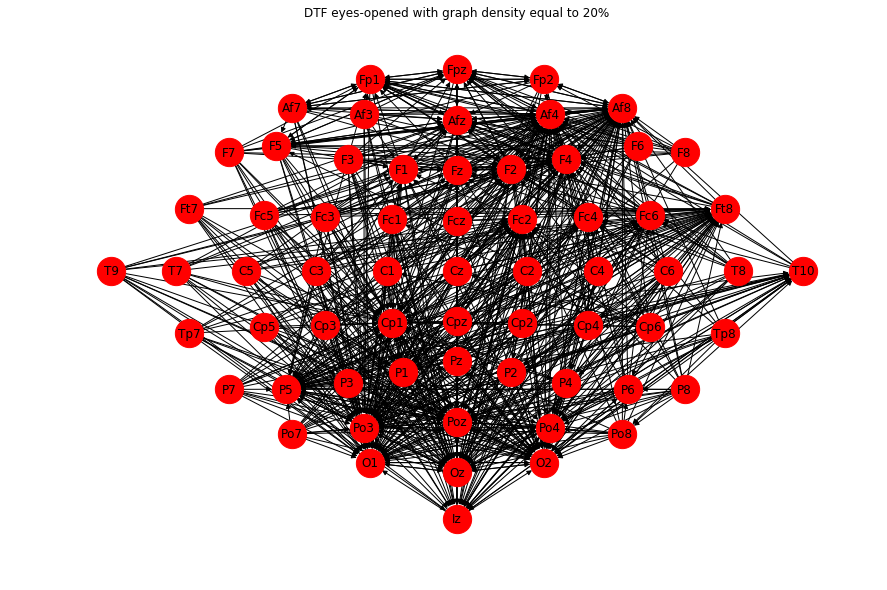 DTF eyes-opened with graph density equal to 20%
Fp1 Fpz Fp2
Af7 Af3 Afz Af4 Af8
F7 F5 F3 F1 Fz F2 F4 F6 F8
Ft7 Fc5 Fc3 Fc1 Fcz Fc2 Fc4 Fc6 Ft8
T9 T7 C5 C3 C1 Cz C2 C4 C6 T8 T10
Tp7 Cp5 Cp3 Cp1 Cpz Cp2 Cp4 Cp6 Tp8
P7 P5 P3 P1 Pz P2 P4 P6 P8
Po7 Po3 Poz Po4 Po8
O1 Oz O2
Iz